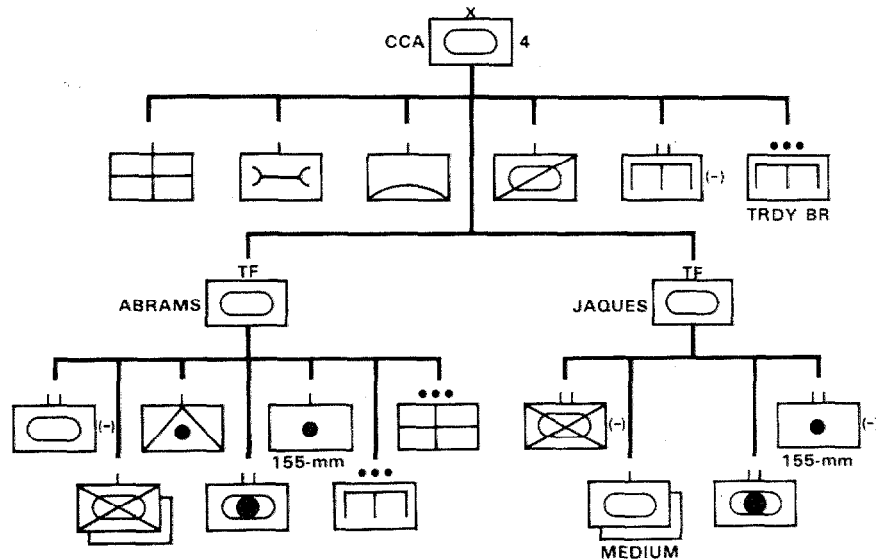 X
CCA 4
(-)
TRDY BR
TF
ABRAMS
TF
JAQUES
(-)
155-mm
(-)
(-)
155-mm
MEDIUM